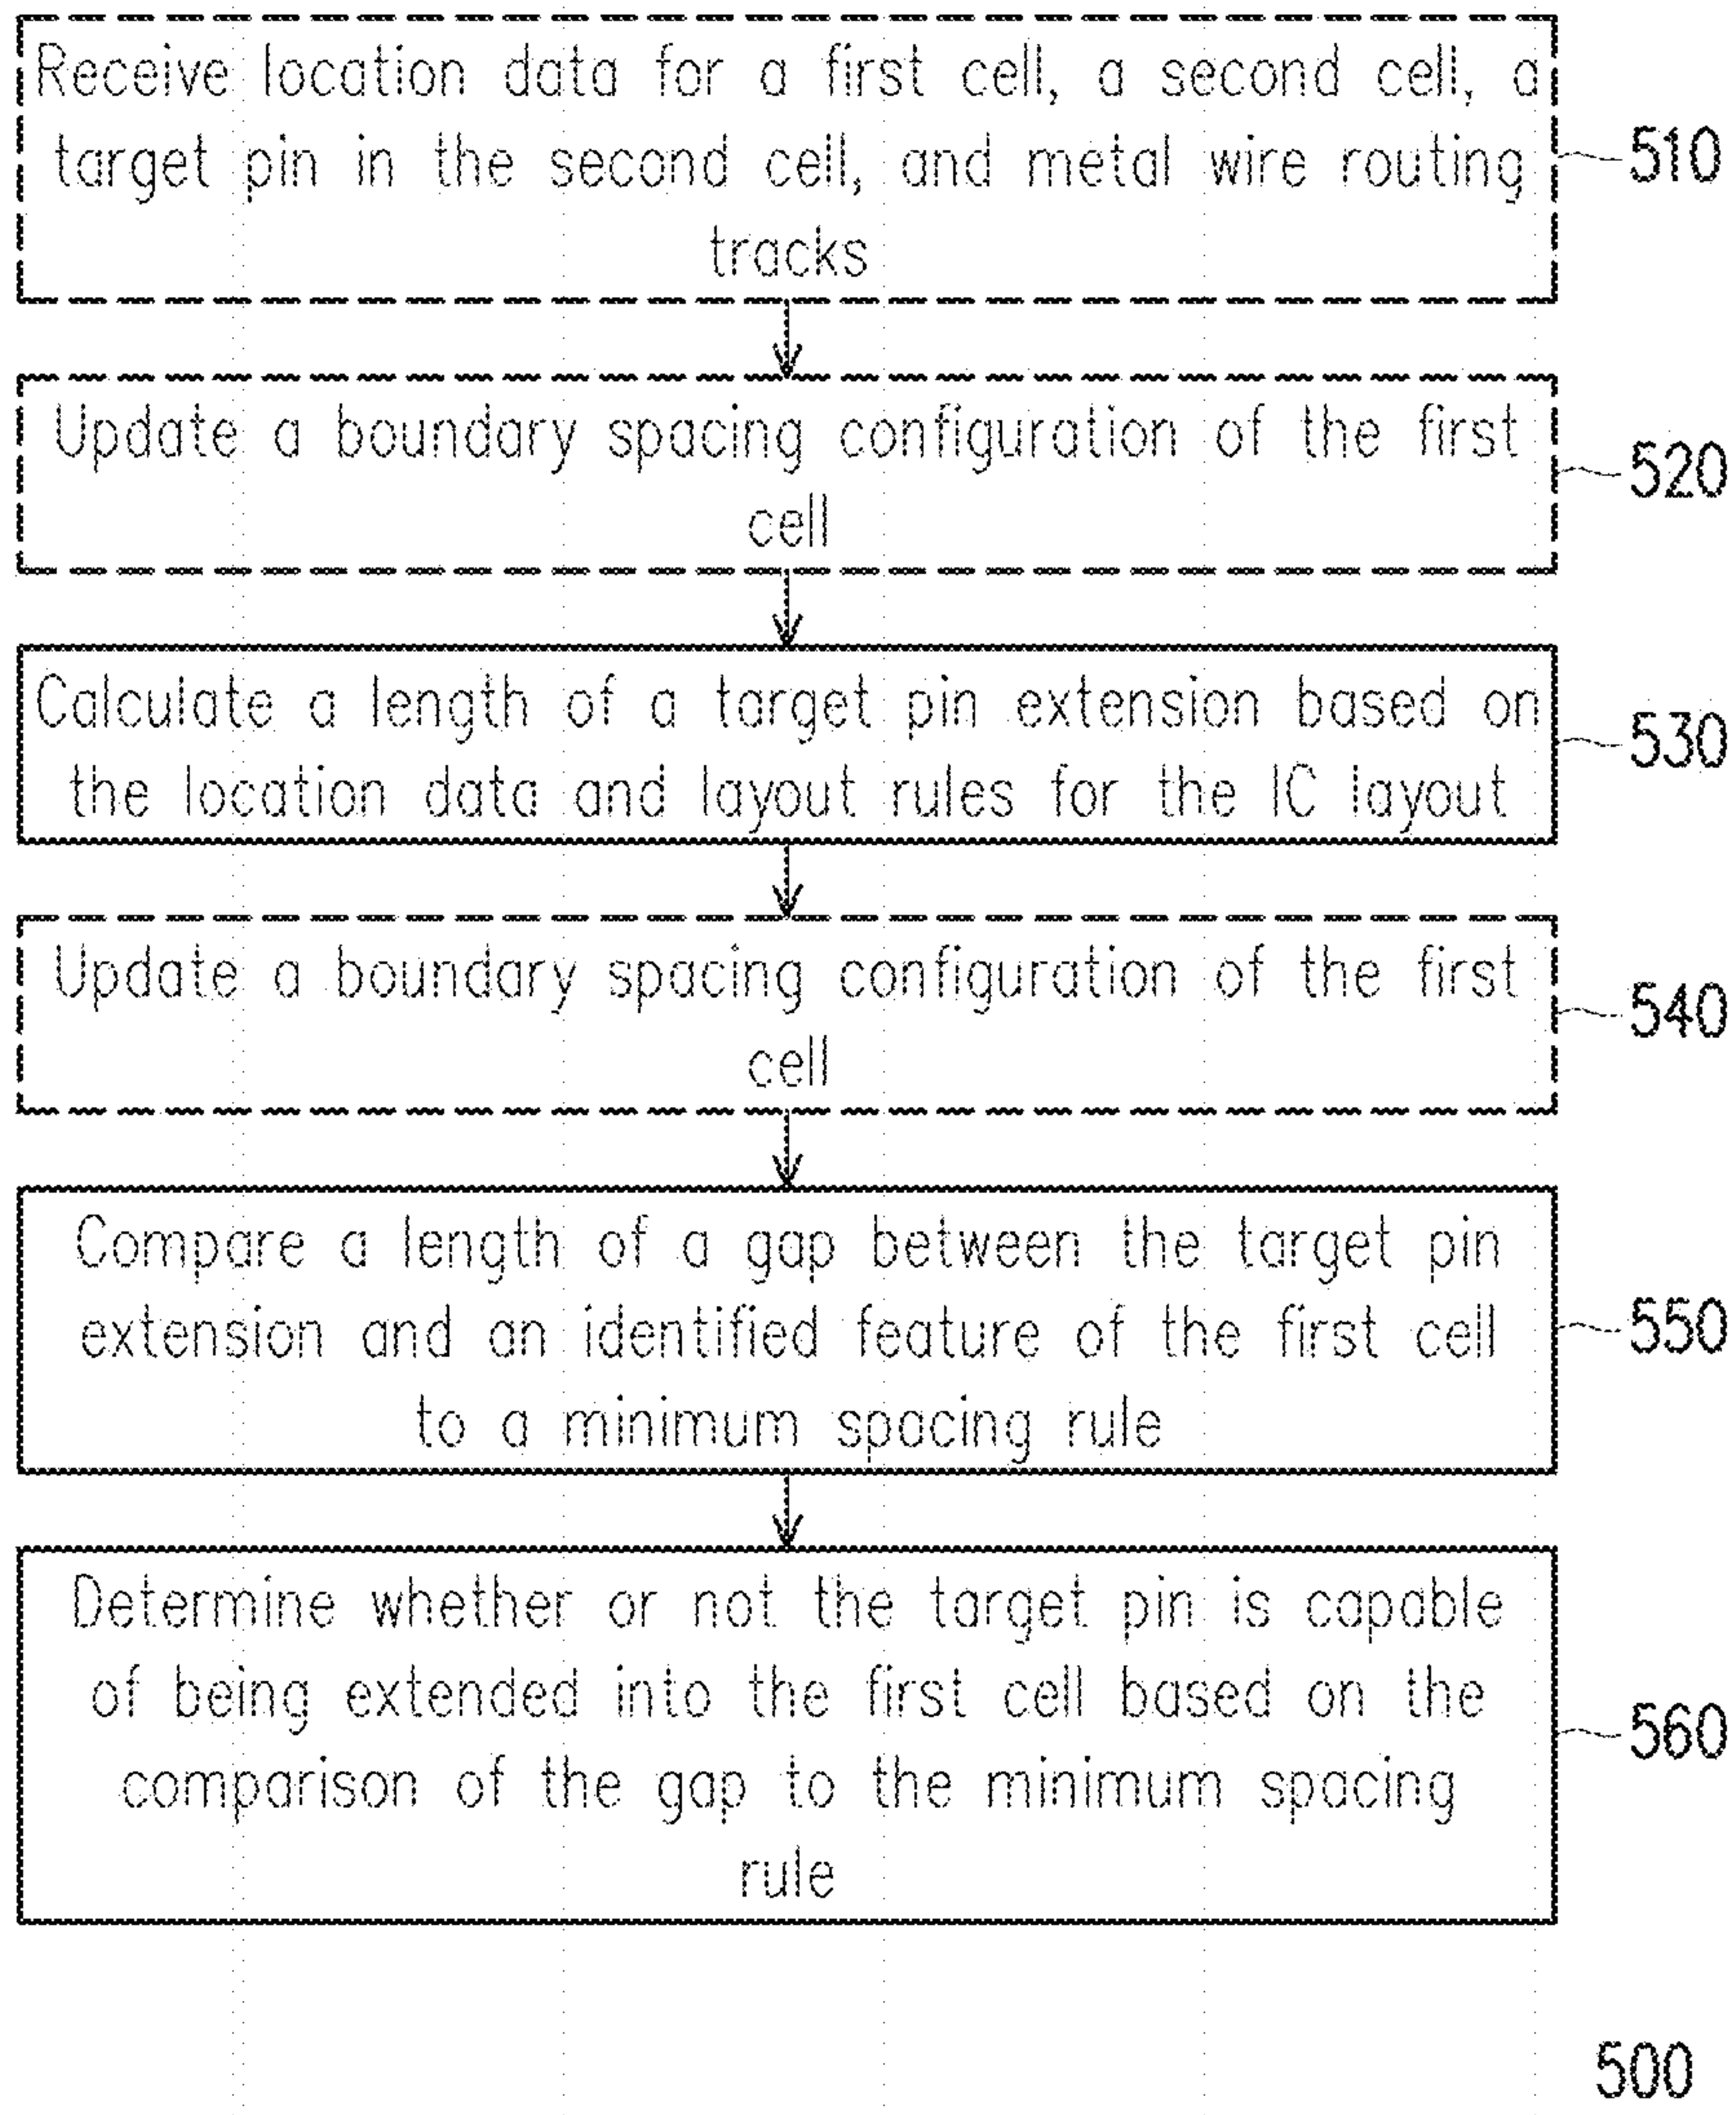 Receive location data for a first cell, a second cell, a
target pin in the second cell, and metal wire routing
tracks
510
Update a boundary spacing configuration of the first
cell
520
Calculate a length of a target pin extension based on
the location data and layout rules for the IC layout
530
Update a boundary spacing configuration of the first
cell
540
Compare a length of a gap between the target pin
extension and an identified feature of the first cell
to a minimum spacing rule
550
Determine whether or not the target pin is capable
of being extended into the first cell based on the
comparison of the gap to the minimum spacing
rule
560
500